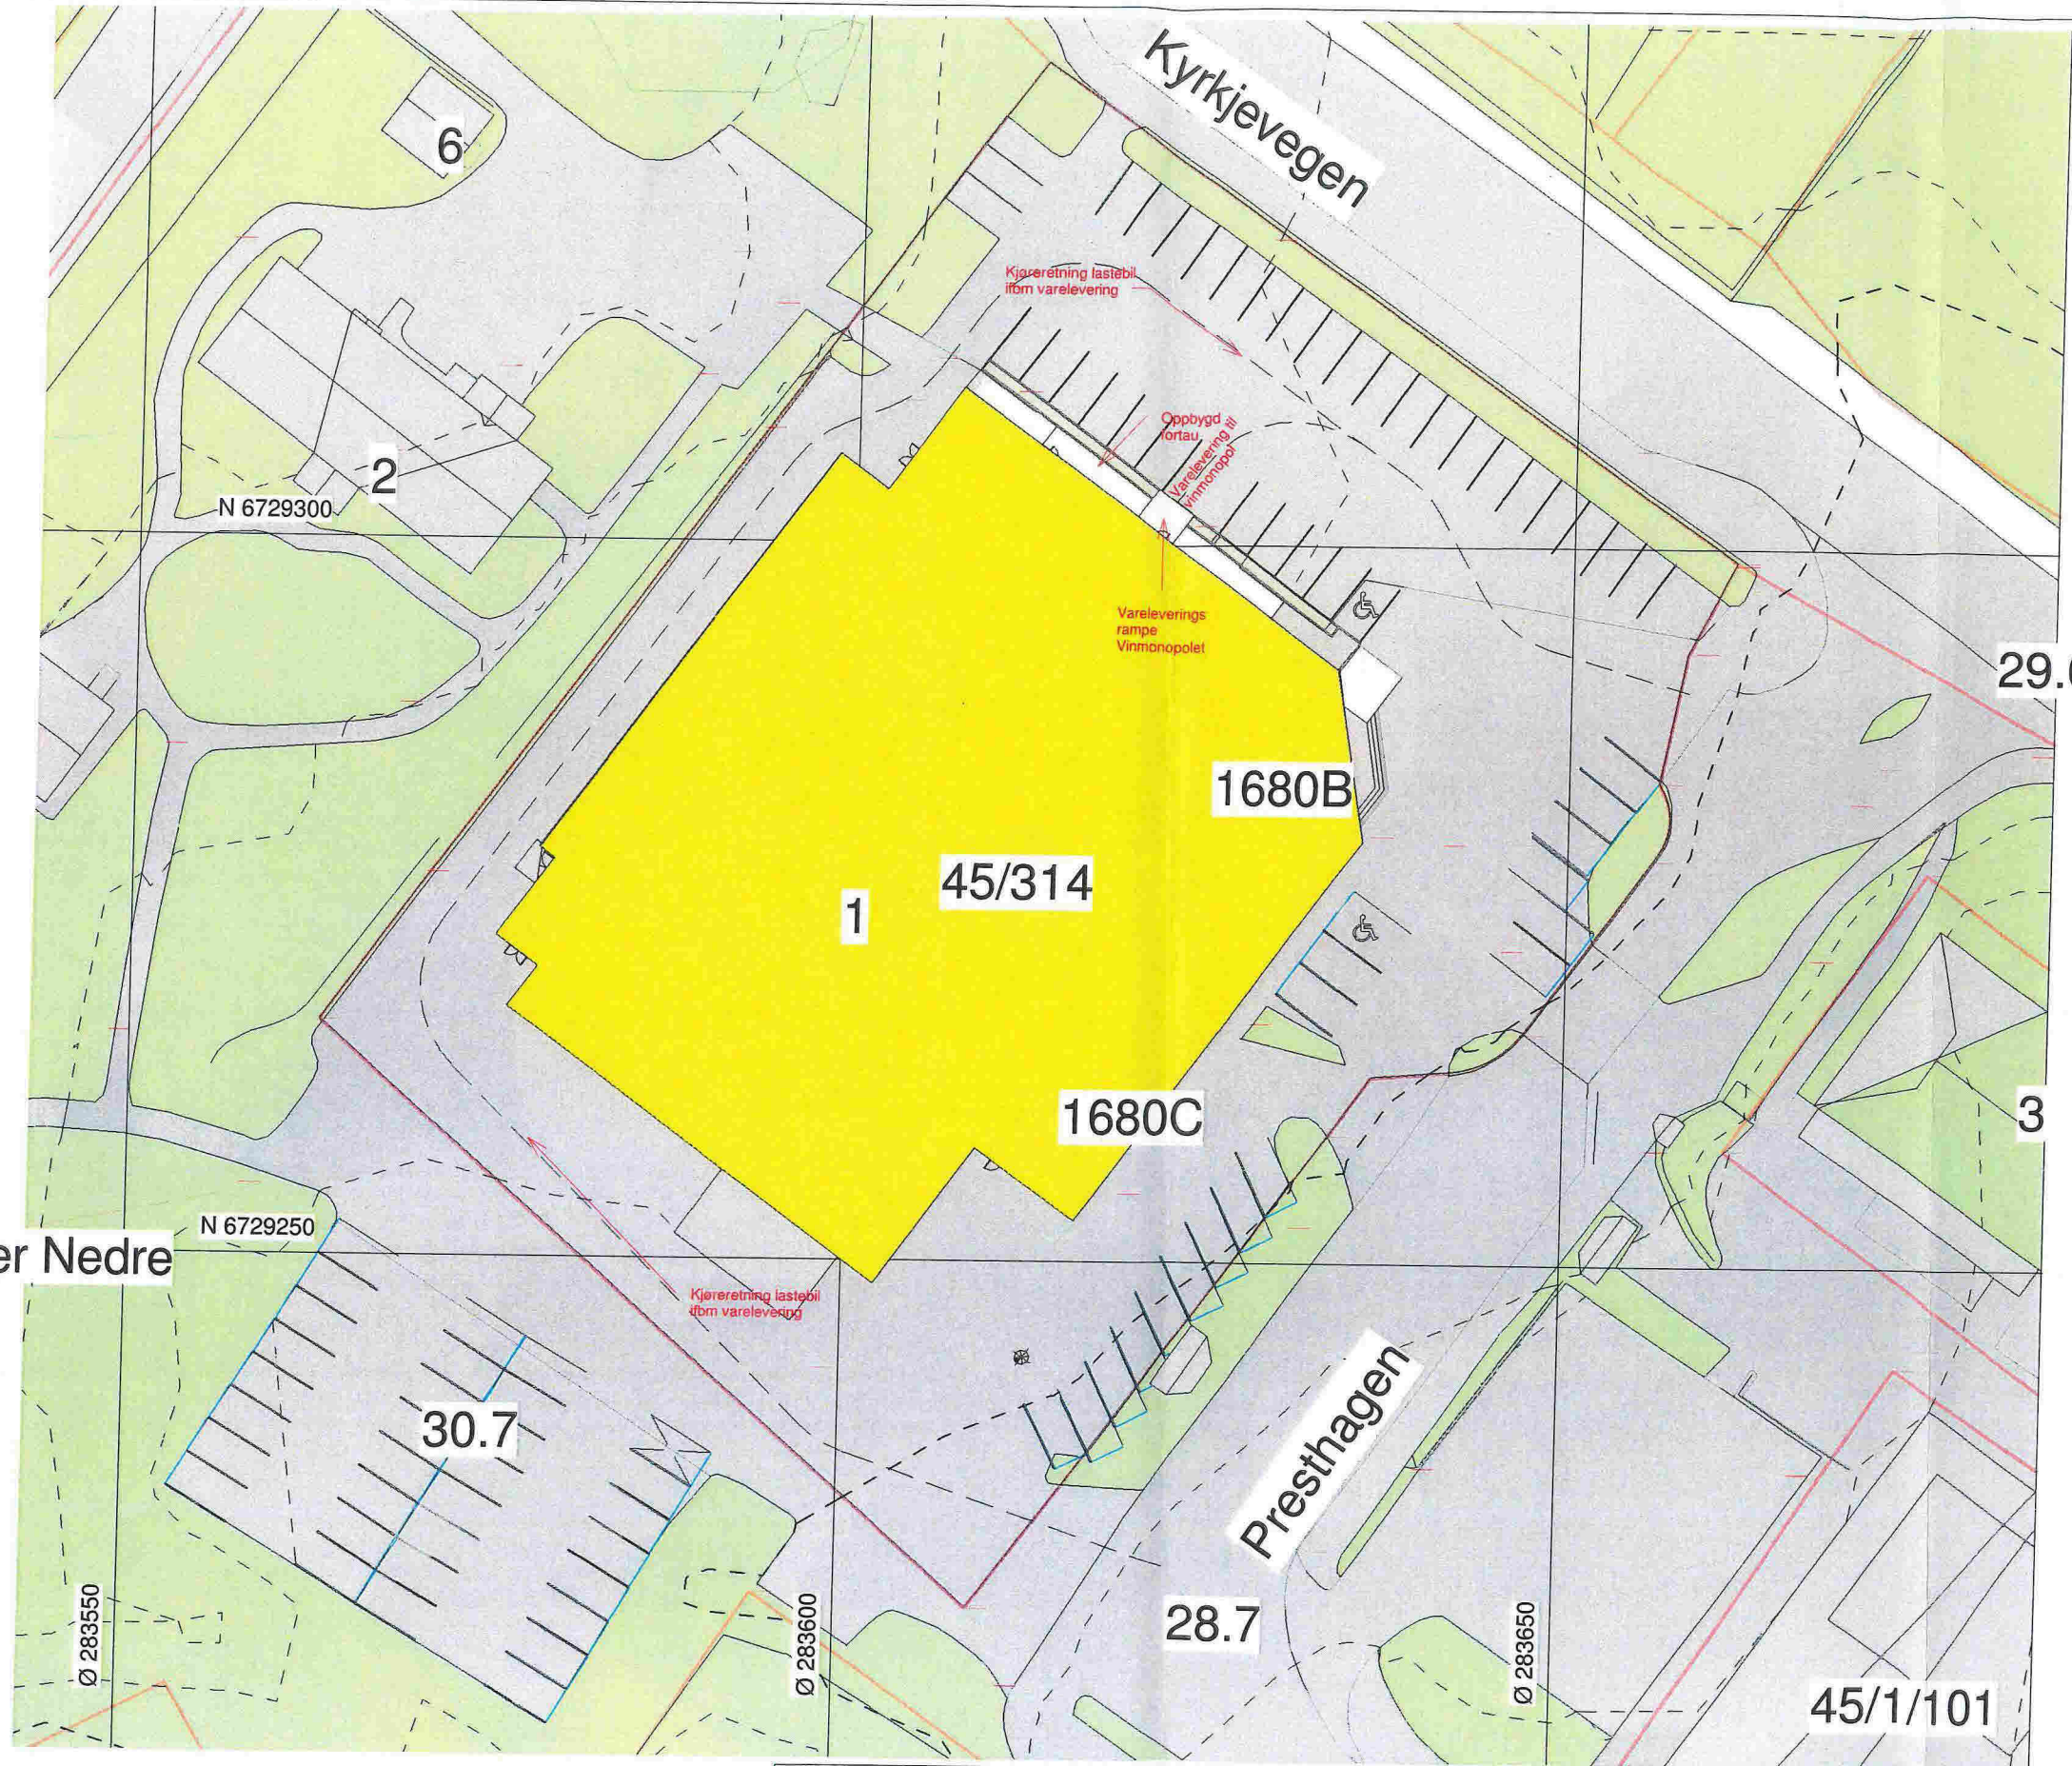 Kyrkjevegen
6
Kjøreretning lastebil
ifbm varelevering
Oppbygd
fortau
Varelevering til
vinmonopol
2
N 6729300
Vareleverings
rampe
Vinmonopolet
1680B
45/314
1
1680C
3
N 6729250
er Nedre
Kjøreretning lastebil
ifbm varelevering
30.7
Presthagen
28.7
Ø 283550
Ø 283600
Ø 283650
45/1/101